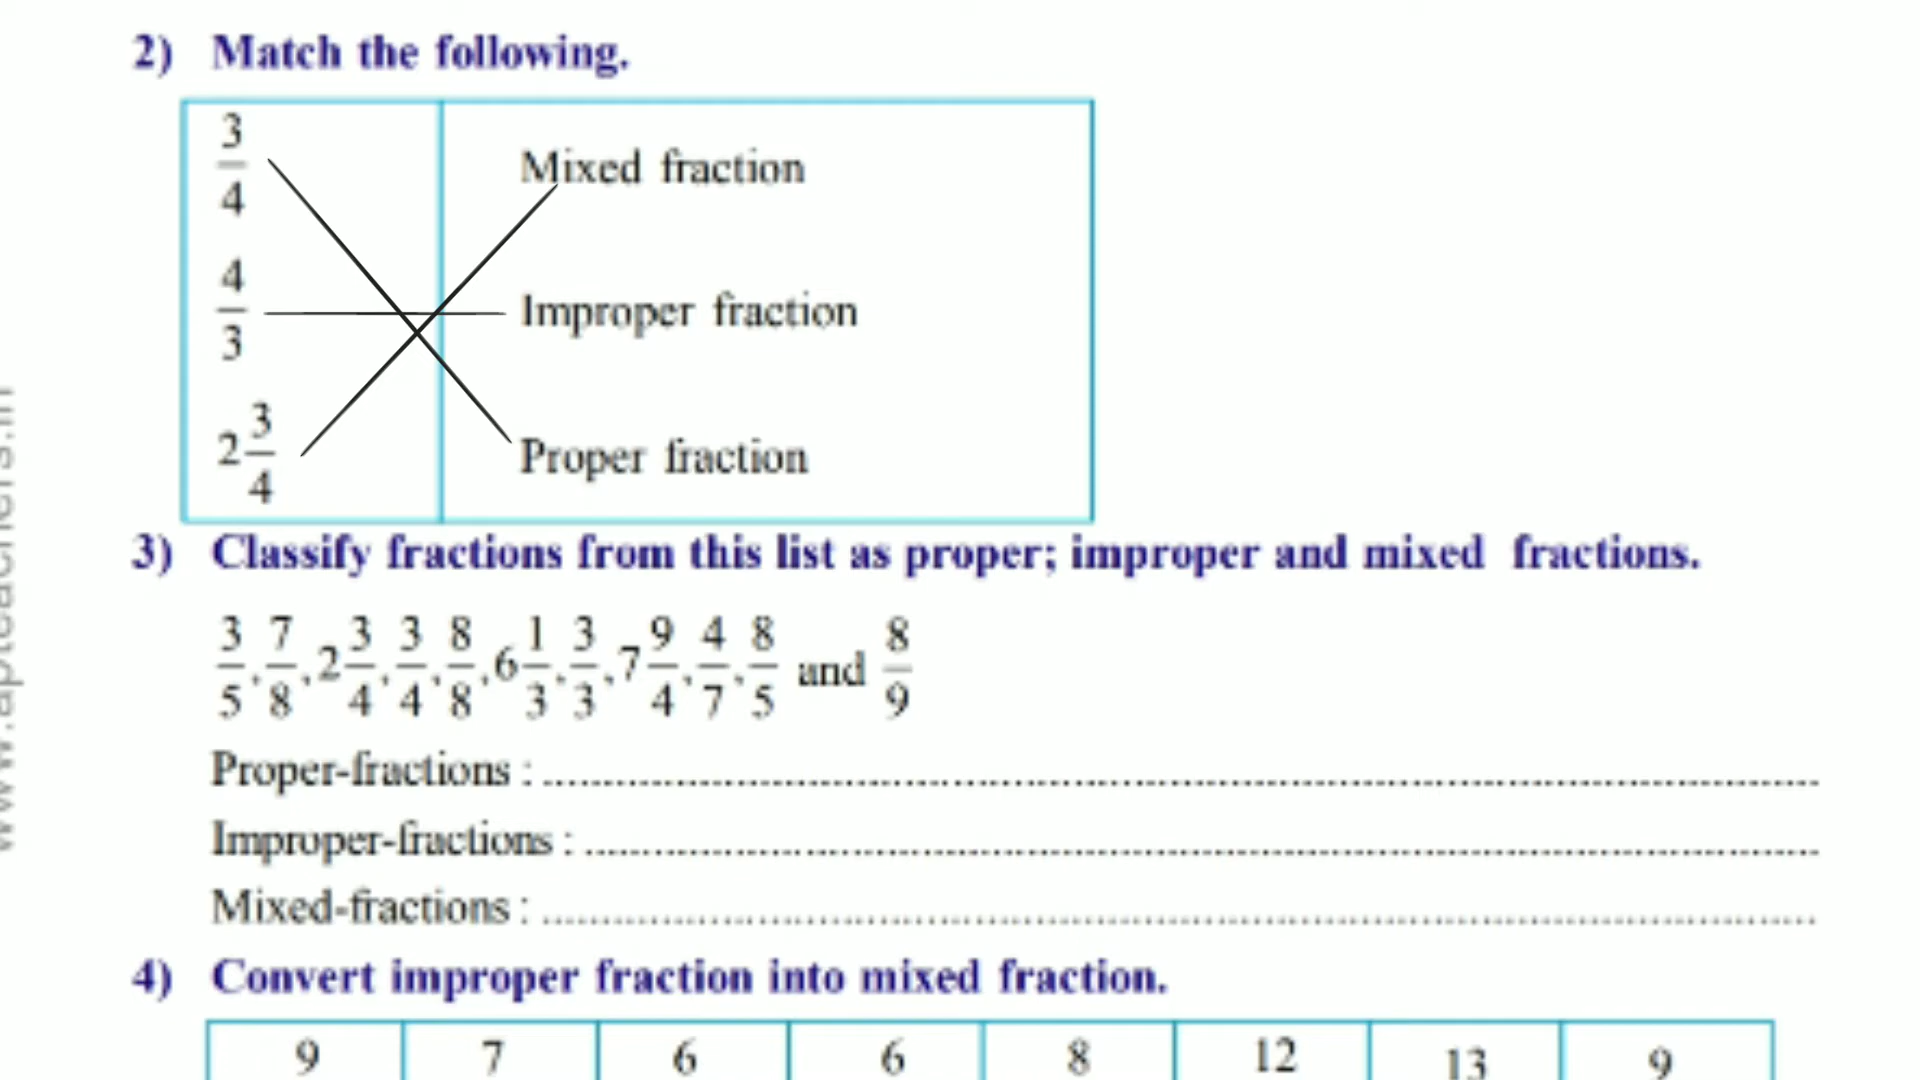 2) Match the following.
3/4 Mixed fraction
4/3 Improper fraction
2 3/4 Proper fraction
3) Classify fractions from this list as proper; improper and mixed fractions.
3/5, 7/8, 2 3/4, 3/4, 8/8, 6 1/3, 3/3, 7 9/4, 4/7, 8/5 and 8/9
Proper-fractions : ..........
Improper-fractions : ..........
Mixed-fractions : ..........
4) Convert improper fraction into mixed fraction.
9 7 6 6 8 12 13 9
www.apteachers.in